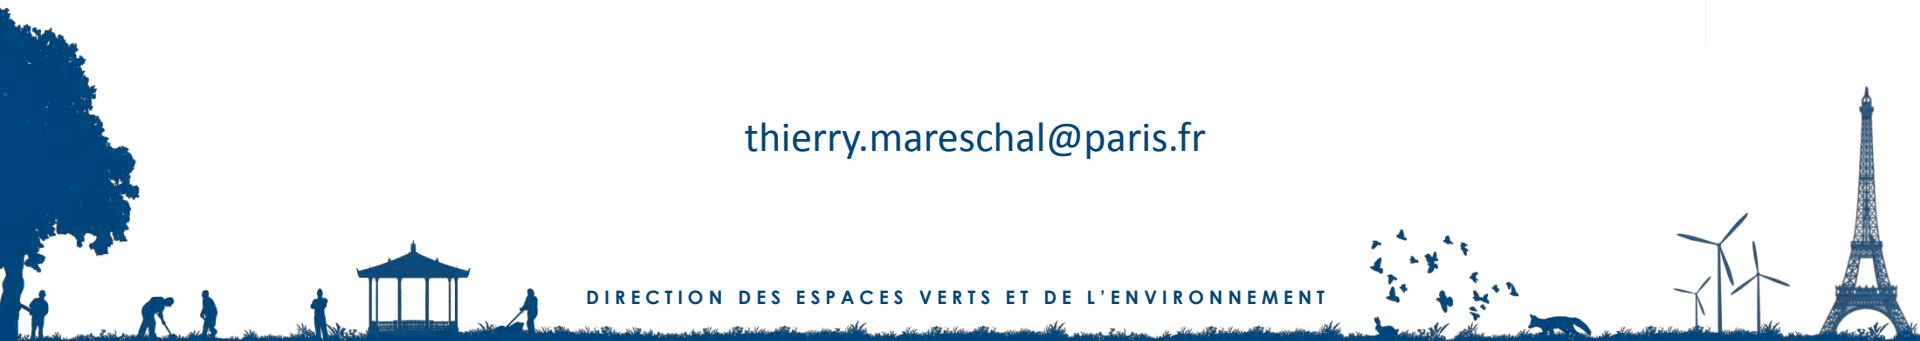 thierry.mareschal@paris.fr
DIRECTION DES ESPACES VERTS ET DE L'ENVIRONNEMENT